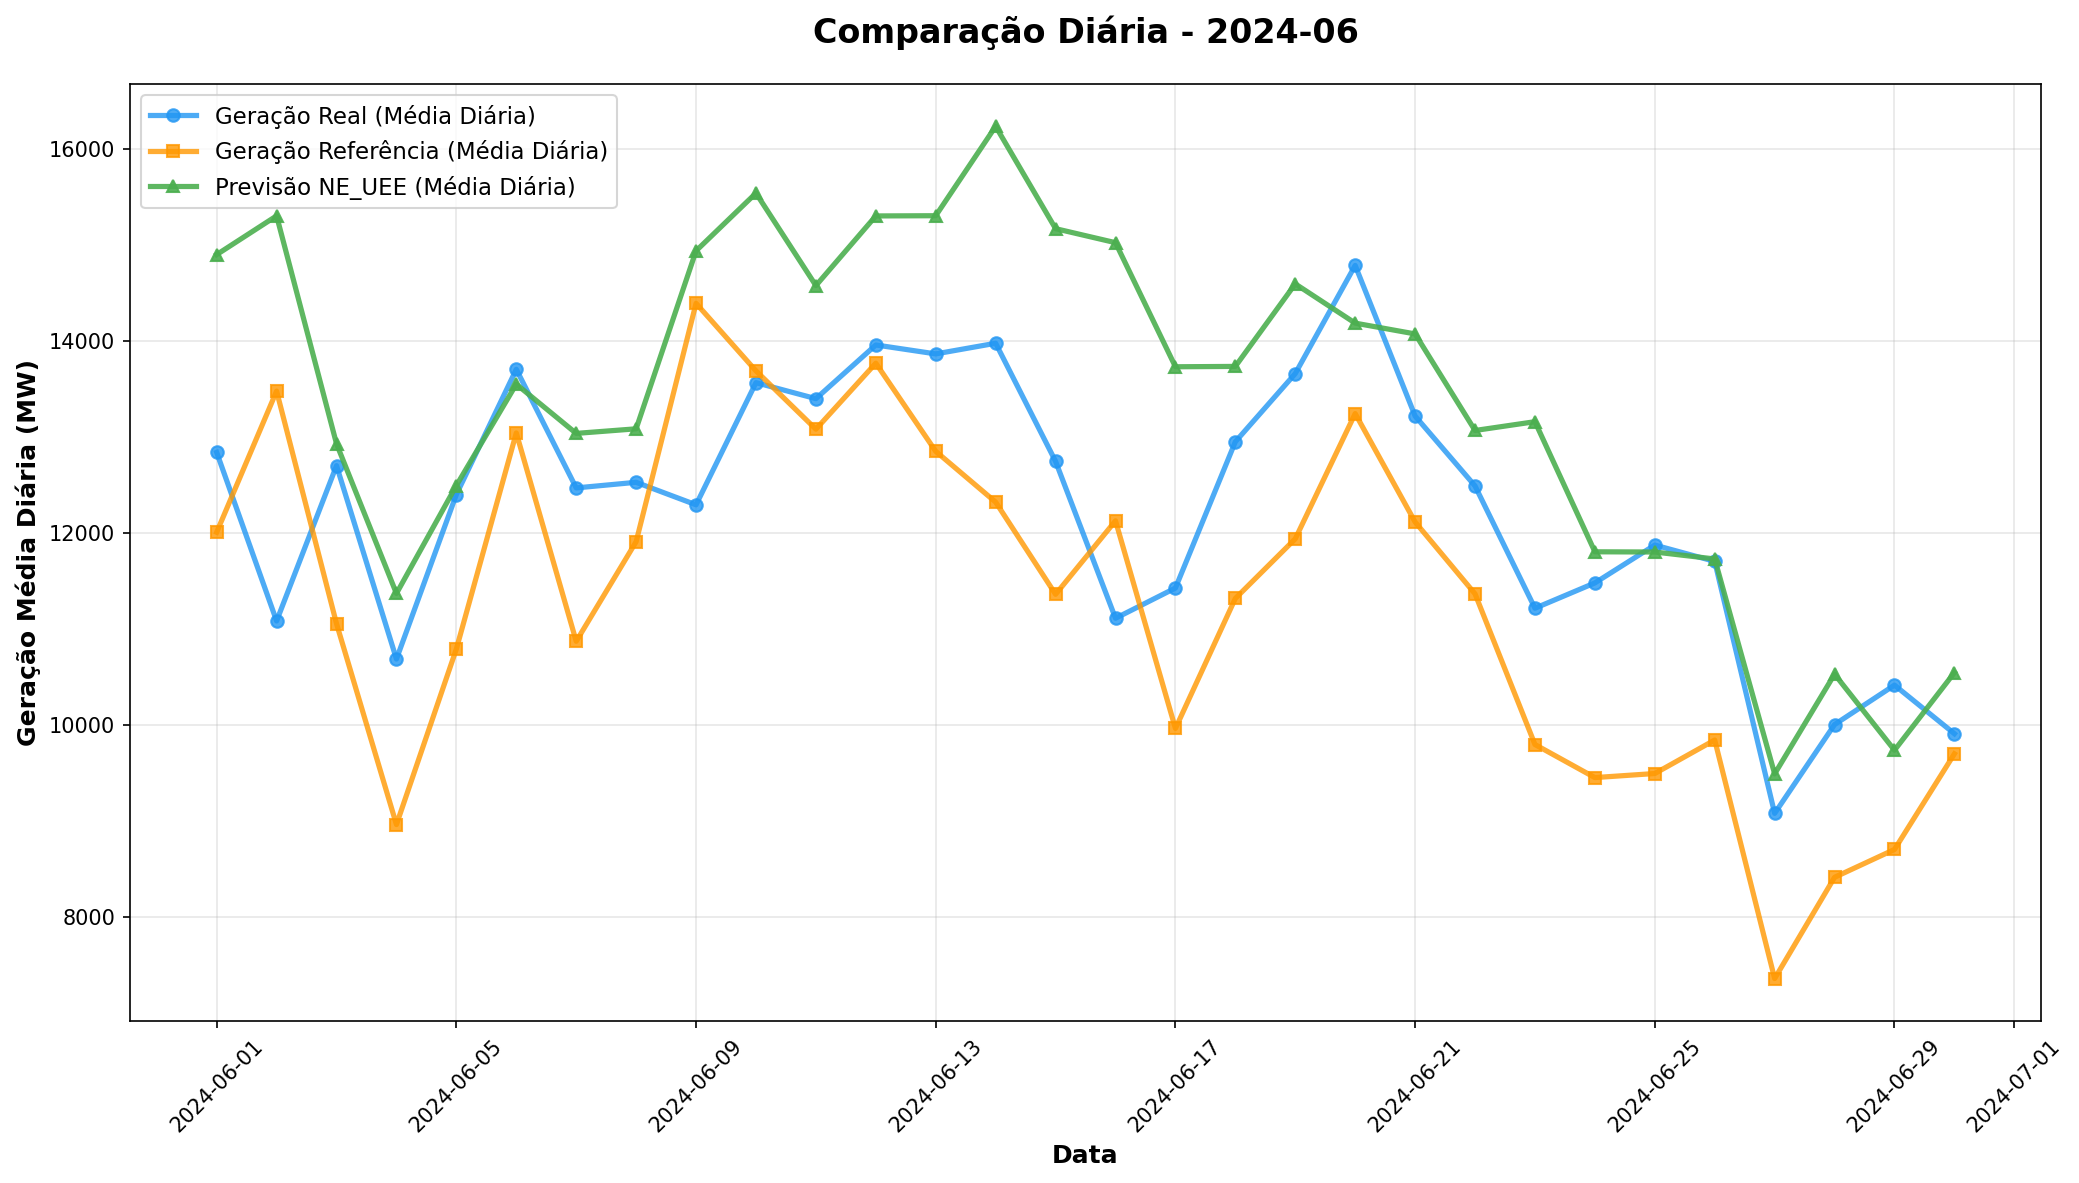 Comparação Diária - 2024-06
Geração Real (Média Diária)
Geração Referência (Média Diária)
Previsão NE_UEE (Média Diária)
Geração Média Diária (MW)
16000
14000
12000
10000
8000
2024-06-01
2024-06-05
2024-06-09
2024-06-13
2024-06-17
2024-06-21
2024-06-25
2024-06-29
2024-07-01
Data